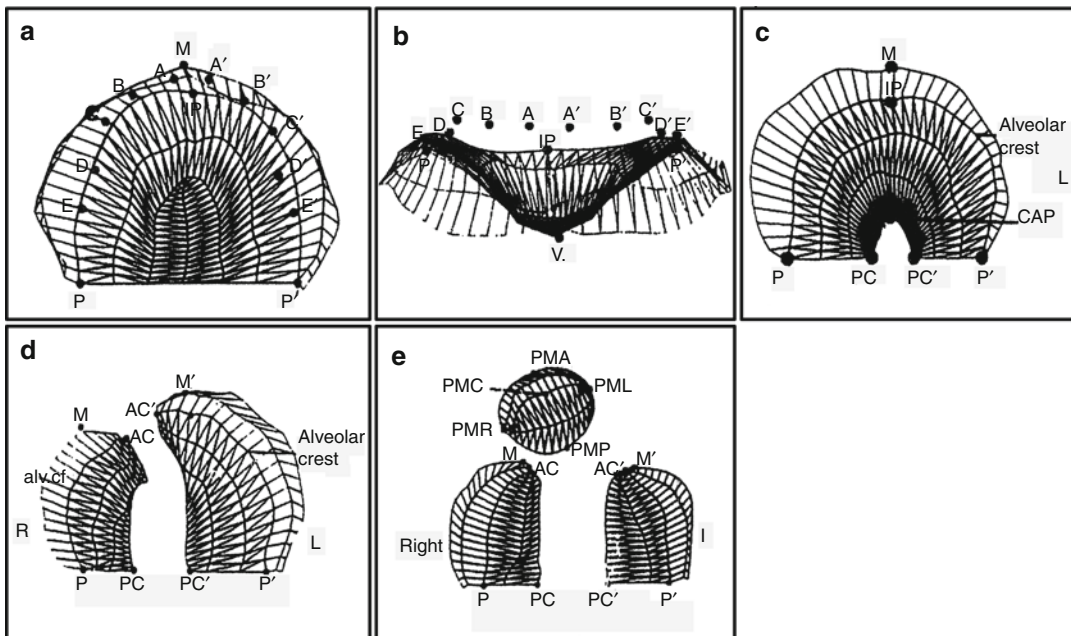 a
M
A A′
B B′
IP
C C′
D D′
E E′
P P′
b
C B A A′ B′ C′
E D IP D′ E′
P P′
V.
c
M
IP
Alveolar
crest
L
CAP
P PC PC′ P′
d
M′
M AC′
AC
Alveolar
crest
alv.cf
R L
P PC PC′ P′
e
PMA
PMC PML
PMR
PMP
M AC AC′ M′
Right I
P PC PC′ P′